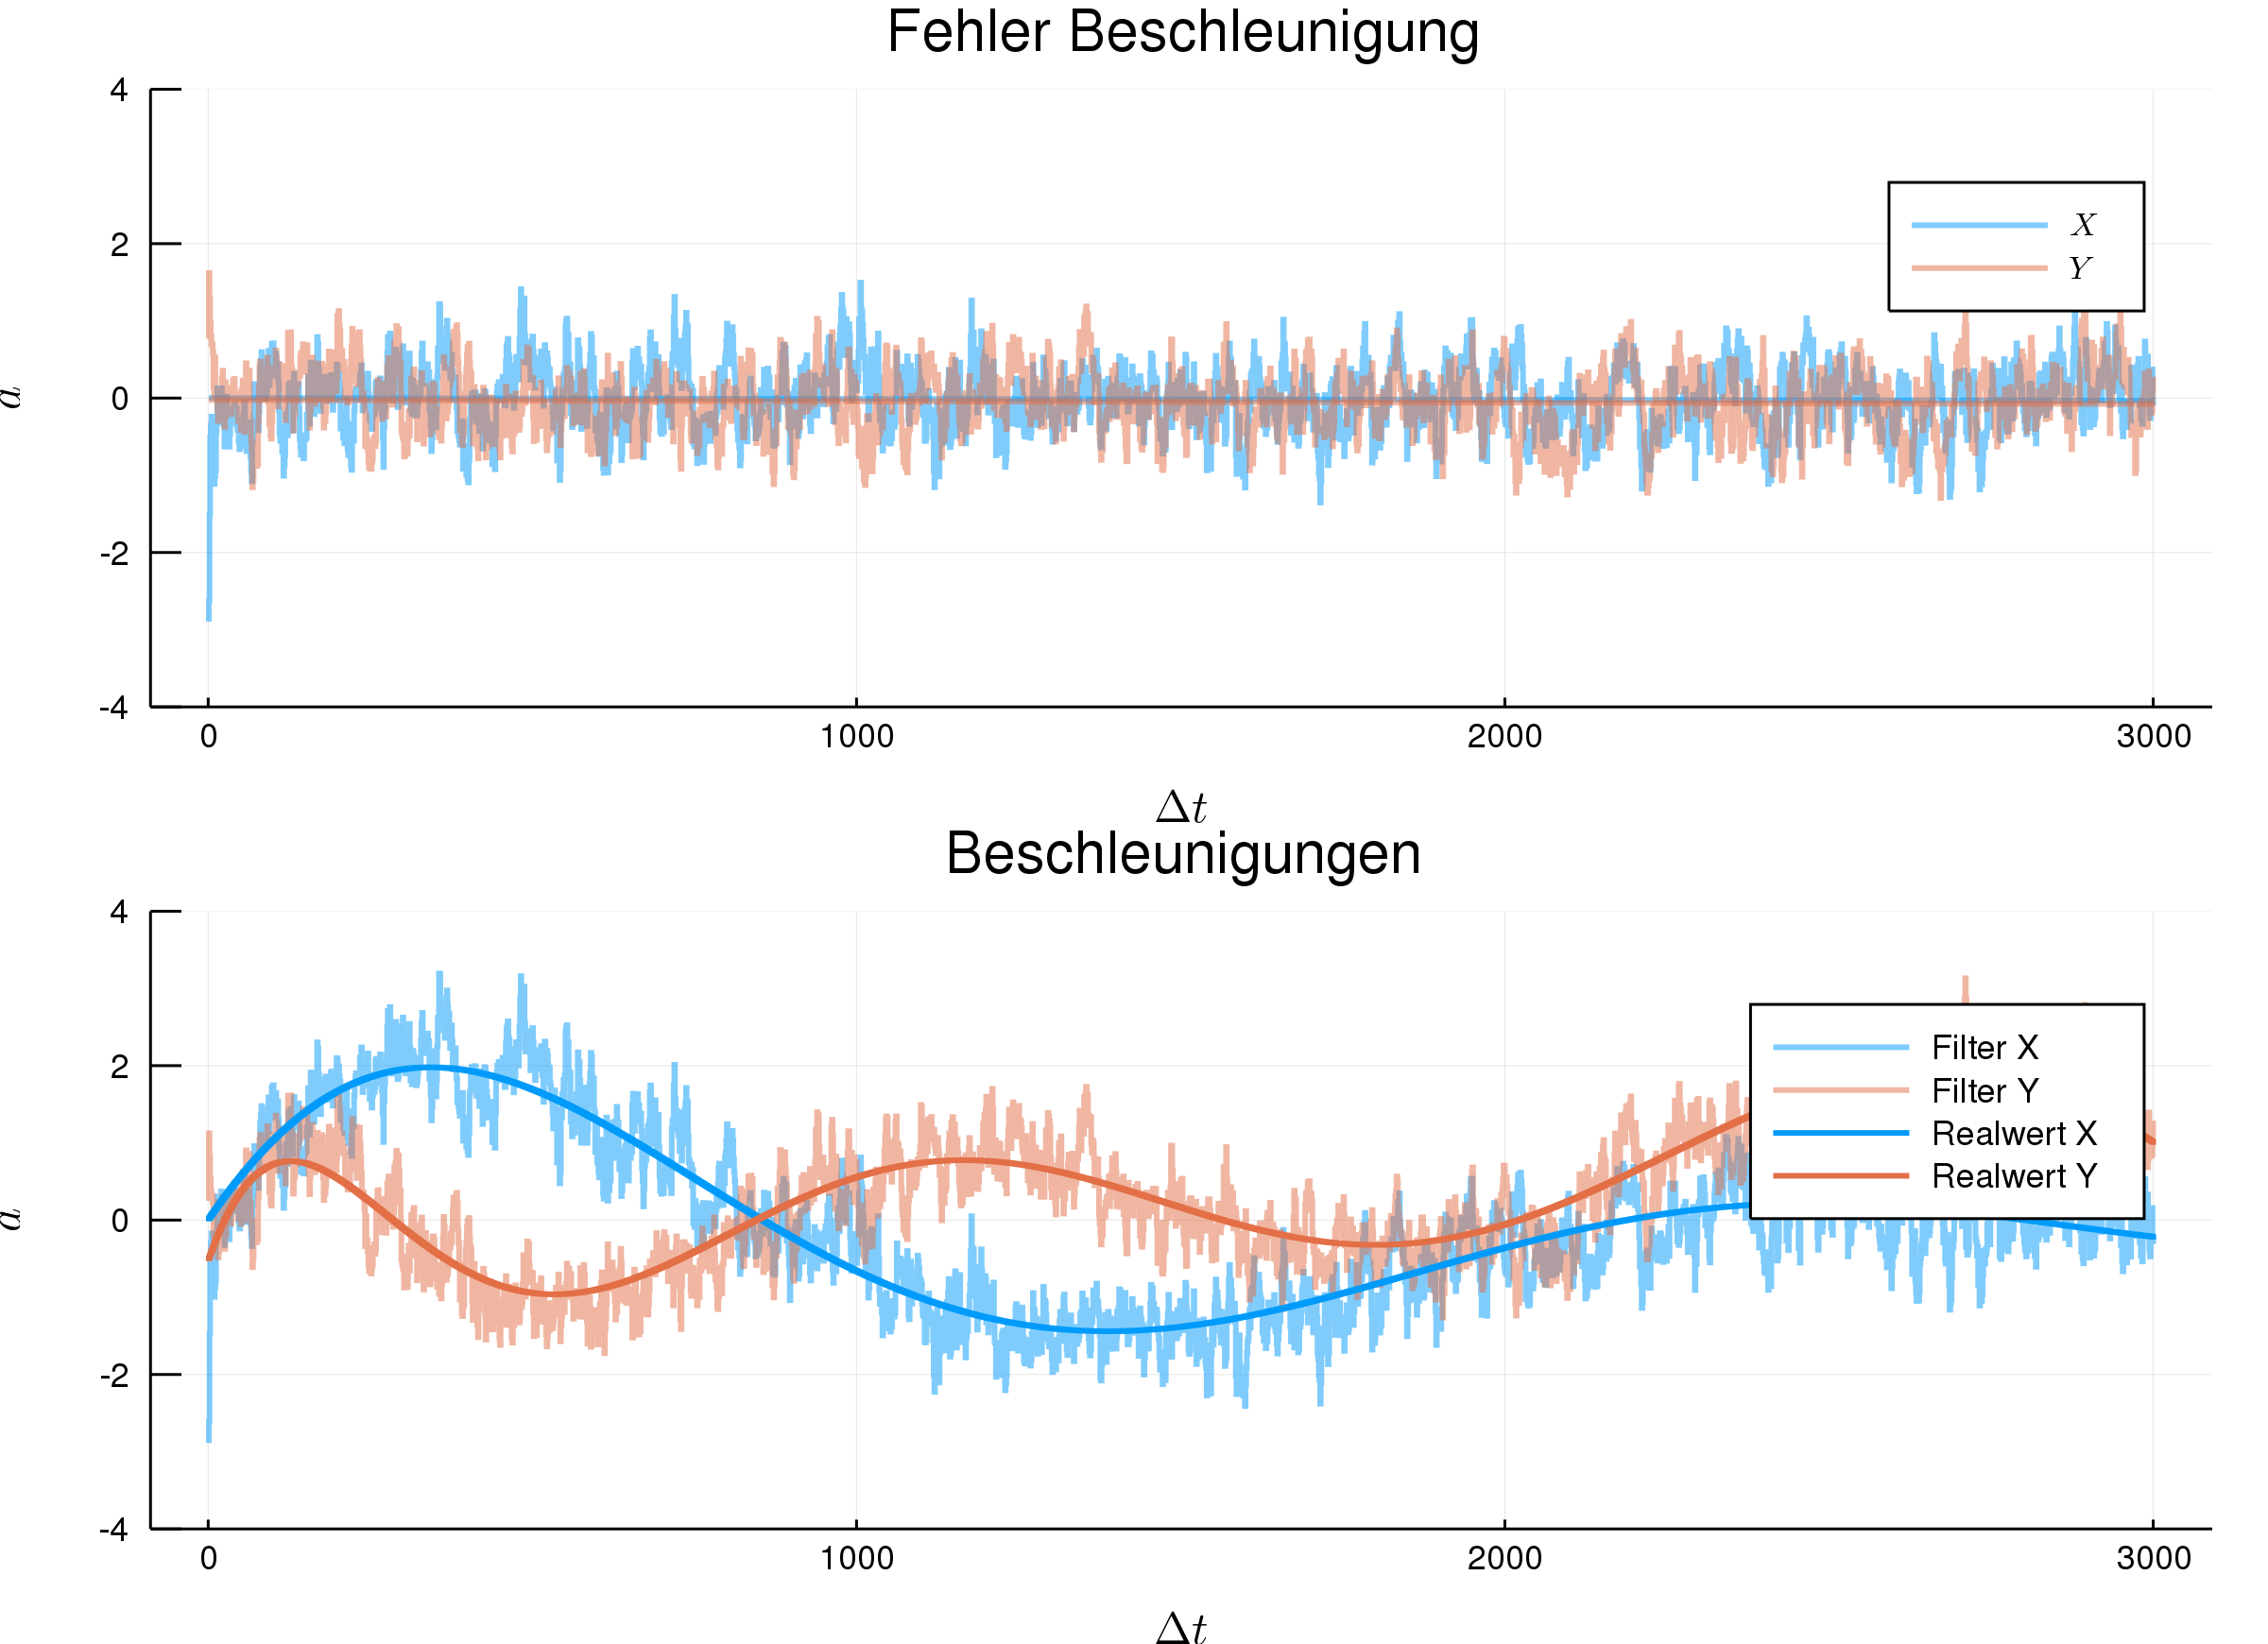 Fehler Beschleunigung
4
2
0
-2
-4
a
X
Y
0 1000 2000 3000
Δt
Beschleunigungen
4
2
0
-2
-4
a
Filter X
Filter Y
Realwert X
Realwert Y
0 1000 2000 3000
Δt